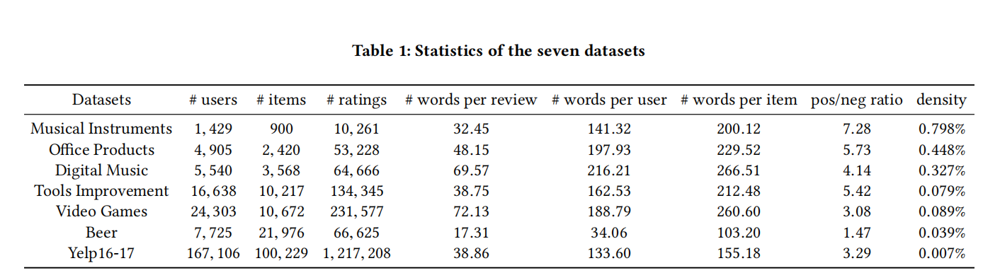 Table 1: Statistics of the seven datasets
Datasets # users # items # ratings # words per review # words per user # words per item pos/neg ratio density
Musical Instruments 1,429 900 10,261 32.45 141.32 200.12 7.28 0.798%
Office Products 4,905 2,420 53,228 48.15 197.93 229.52 5.73 0.448%
Digital Music 5,540 3,568 64,666 69.57 216.21 266.51 4.14 0.327%
Tools Improvement 16,638 10,217 134,345 38.75 162.53 212.48 5.42 0.079%
Video Games 24,303 10,672 231,577 72.13 188.79 260.60 3.08 0.089%
Beer 7,725 21,976 66,625 17.31 34.06 103.20 1.47 0.039%
Yelp16-17 167,106 100,229 1,217,208 38.86 133.60 155.18 3.29 0.007%